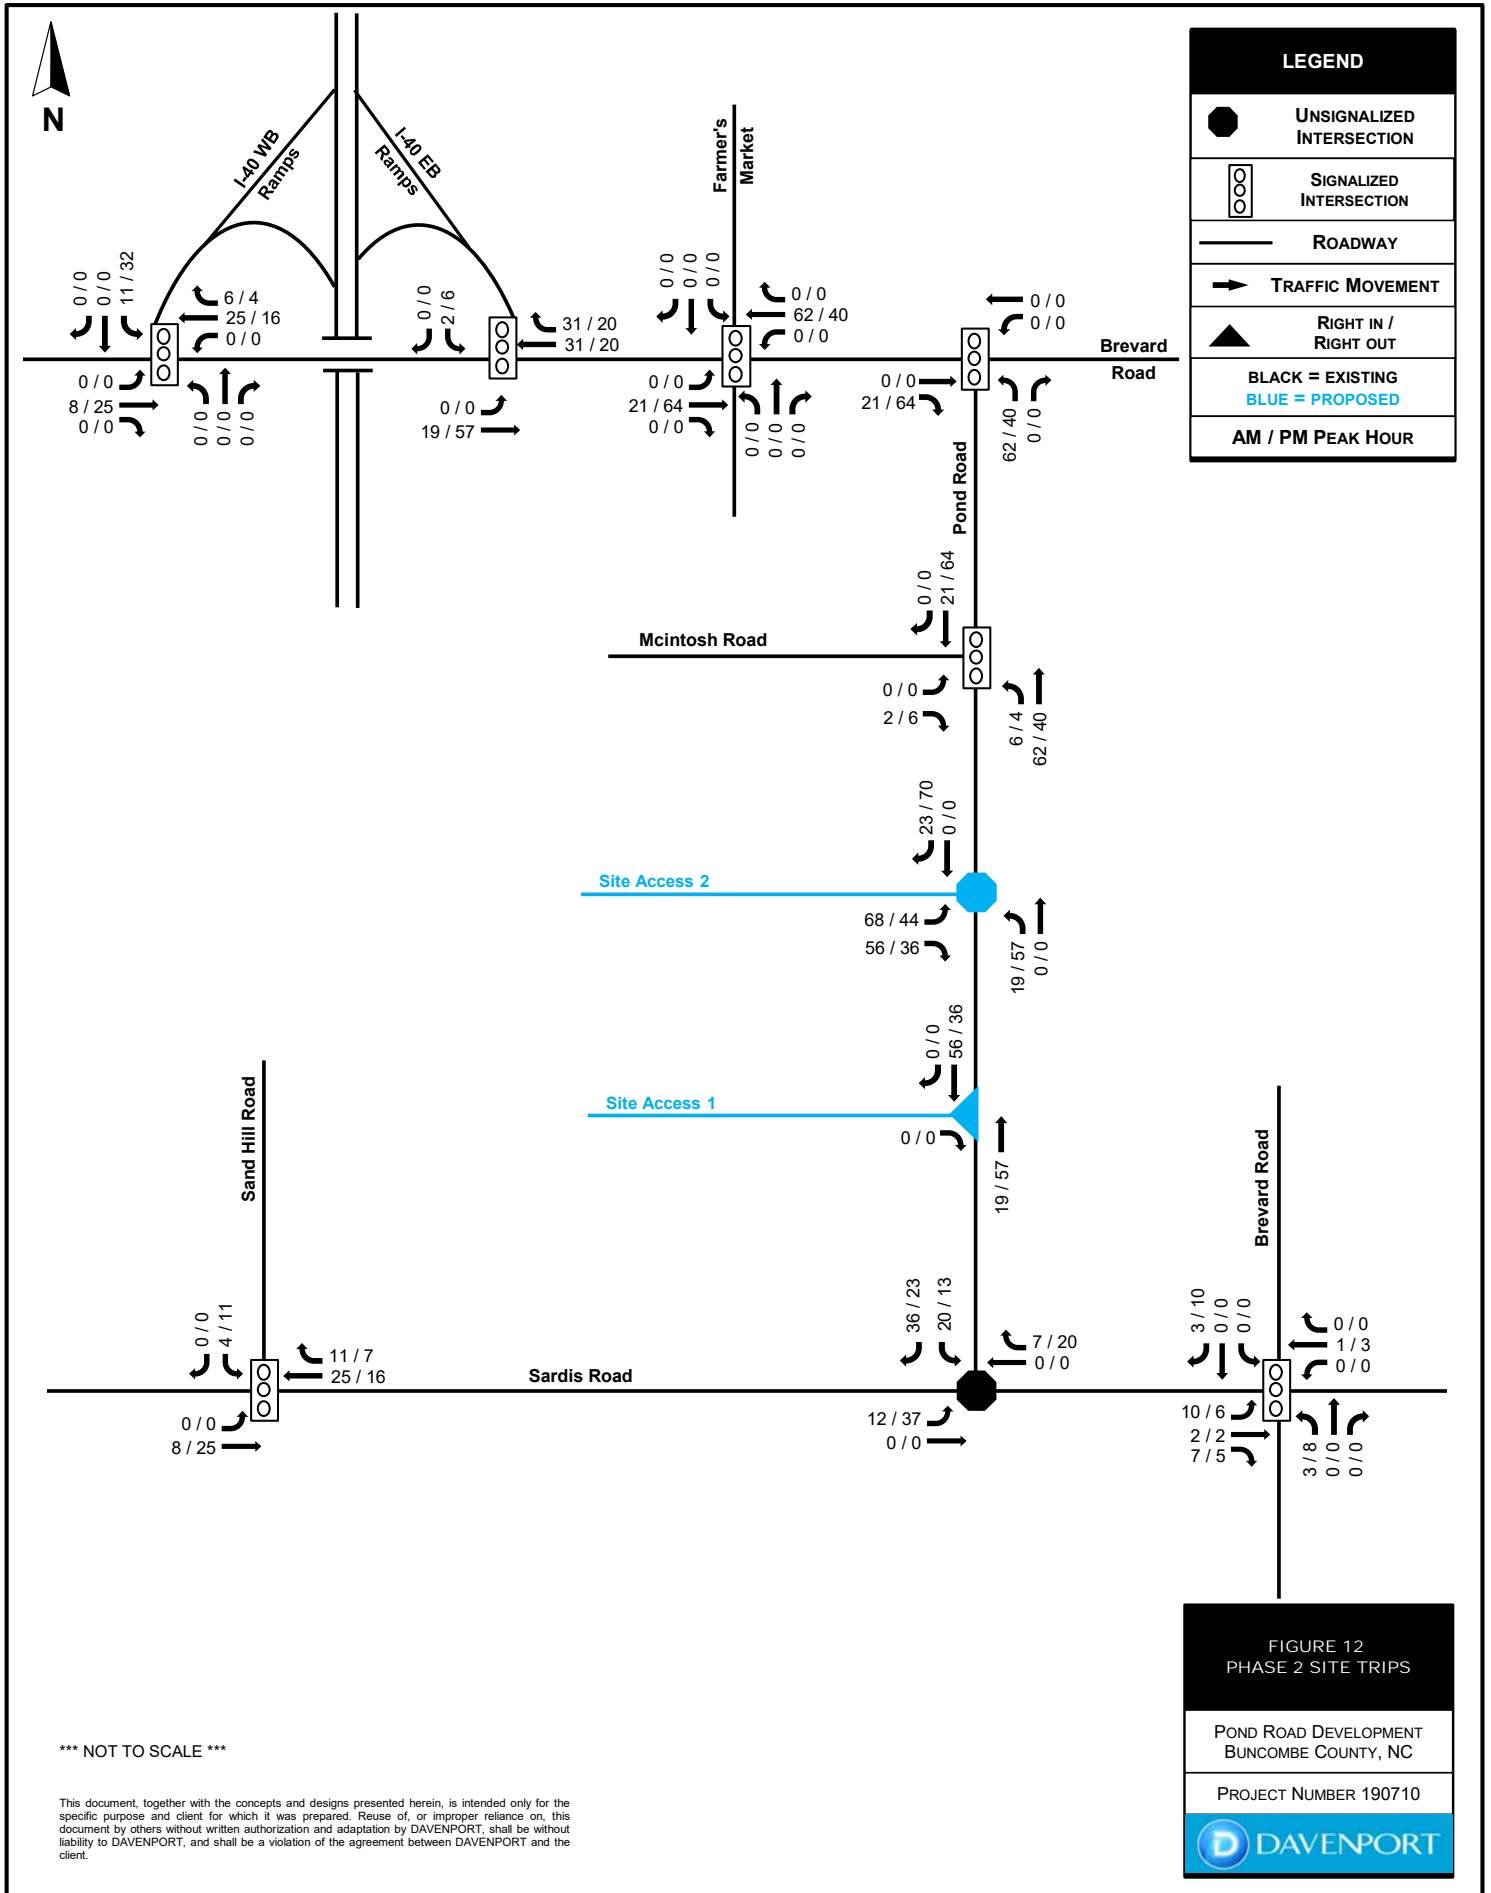 N
I-40 WB
Ramps
I-40 EB
Ramps
Farmer's
Market
LEGEND
UNSIGNALIZED
INTERSECTION
SIGNALIZED
INTERSECTION
ROADWAY
TRAFFIC MOVEMENT
RIGHT IN /
RIGHT OUT
BLACK = EXISTING
BLUE = PROPOSED
AM / PM PEAK HOUR
0 / 0
0 / 0
11 / 32
6 / 4
25 / 16
0 / 0
0 / 0
8 / 25
0 / 0
0 / 0
0 / 0
0 / 0
0 / 0
2 / 6
31 / 20
31 / 20
0 / 0
19 / 57
0 / 0
0 / 0
0 / 0
0 / 0
62 / 40
0 / 0
0 / 0
21 / 64
0 / 0
0 / 0
0 / 0
0 / 0
0 / 0
0 / 0
0 / 0
21 / 64
62 / 40
0 / 0
Brevard
Road
Pond Road
0 / 0
21 / 64
Mcintosh Road
0 / 0
2 / 6
6 / 4
62 / 40
23 / 70
0 / 0
Site Access 2
68 / 44
56 / 36
19 / 57
0 / 0
0 / 0
56 / 36
Site Access 1
0 / 0
19 / 57
Sand Hill Road
0 / 0
4 / 11
11 / 7
25 / 16
0 / 0
8 / 25
Sardis Road
36 / 23
20 / 13
7 / 20
0 / 0
12 / 37
0 / 0
Brevard Road
3 / 10
0 / 0
0 / 0
0 / 0
1 / 3
0 / 0
10 / 6
2 / 2
7 / 5
3 / 8
0 / 0
0 / 0
*** NOT TO SCALE ***
This document, together with the concepts and designs presented herein, is intended only for the
specific purpose and client for which it was prepared. Reuse of, or improper reliance on, this
document by others without written authorization and adaptation by DAVENPORT, shall be without
liability to DAVENPORT, and shall be a violation of the agreement between DAVENPORT and the
client.
FIGURE 12
PHASE 2 SITE TRIPS
POND ROAD DEVELOPMENT
BUNCOMBE COUNTY, NC
PROJECT NUMBER 190710
DAVENPORT